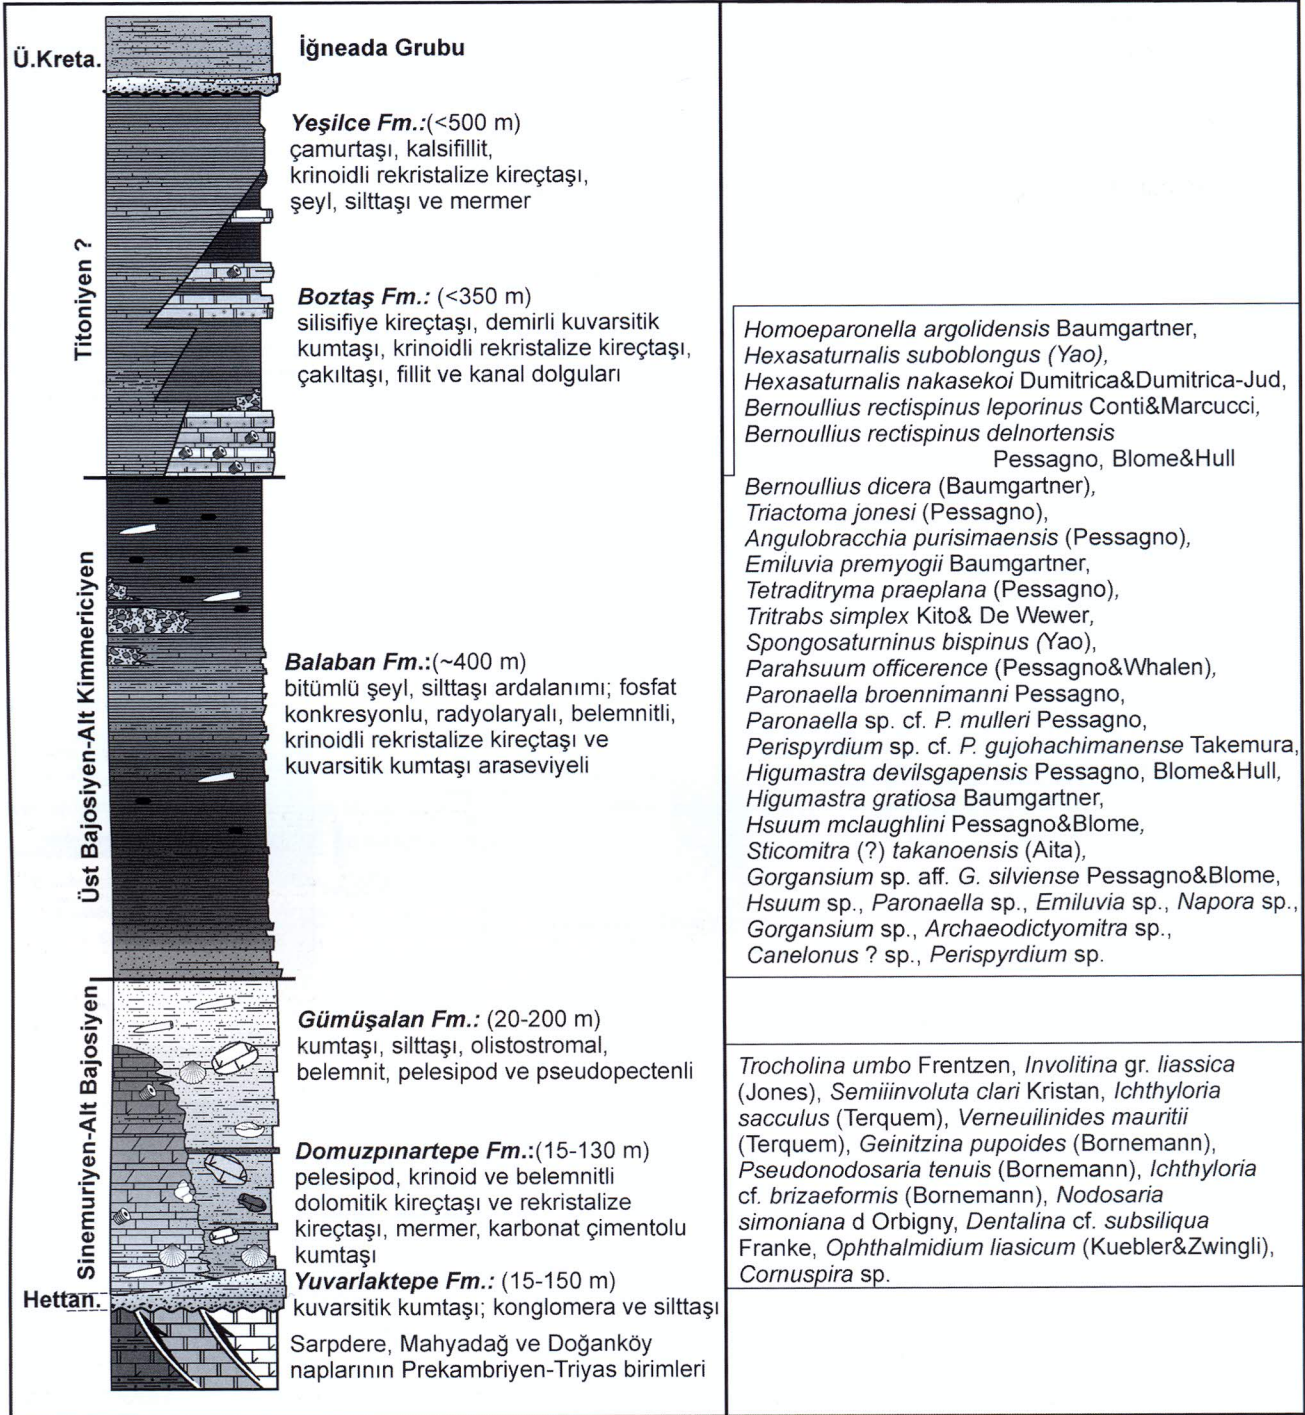 Ü.Kreta.
İğneada Grubu
Yeşilce Fm.:(<500 m)
çamurtaşı, kalsifillit,
krinoidli rekristalize kireçtaşı,
şeyl, silttaşı ve mermer
Titoniyen ?
Boztaş Fm.: (<350 m)
silisifiye kireçtaşı, demirli kuvarsitik
kumtaşı, krinoidli rekristalize kireçtaşı,
çakıltaşı, fillit ve kanal dolguları
Üst Bajosiyen-Alt Kimmericiyen
Balaban Fm.:(~400 m)
bitümlü şeyl, silttaşı ardalanımı; fosfat
konkresyonlu, radyolaryalı, belemnitli,
krinoidli rekristalize kireçtaşı ve
kuvarsitik kumtaşı araseviyeli
Sinemuriyen-Alt Bajosiyen
Gümüşalan Fm.: (20-200 m)
kumtaşı, silttaşı, olistostromal,
belemnit, pelesipod ve pseudopectenli
Domuzpınartepe Fm.:(15-130 m)
pelesipod, krinoid ve belemnitli
dolomitik kireçtaşı ve rekristalize
kireçtaşı, mermer, karbonat çimentolu
kumtaşı
Hettan.
Yuvarlaktepe Fm.: (15-150 m)
kuvarsitik kumtaşı; konglomera ve silttaşı
Sarpdere, Mahyadağ ve Doğanköy
naplarının Prekambriyen-Triyas birimleri
Homoeparonella argolidensis Baumgartner,
Hexasaturnalis suboblongus (Yao),
Hexasaturnalis nakasekoi Dumitrica&Dumitrica-Jud,
Bernoullius rectispinus leporinus Conti&Marcucci,
Bernoullius rectispinus delnortensis
Pessagno, Blome&Hull
Bernoullius dicera (Baumgartner),
Triactoma jonesi (Pessagno),
Angulobracchia purisimaensis (Pessagno),
Emiluvia premyogii Baumgartner,
Tetraditryma praeplana (Pessagno),
Tritrabs simplex Kito& De Wewer,
Spongosaturninus bispinus (Yao),
Parahsuum officerence (Pessagno&Whalen),
Paronaella broennimanni Pessagno,
Paronaella sp. cf. P. mulleri Pessagno,
Perispyrdium sp. cf. P. gujohachimanense Takemura,
Higumastra devilsgapensis Pessagno, Blome&Hull,
Higumastra gratiosa Baumgartner,
Hsuum mclaughlini Pessagno&Blome,
Sticomitra (?) takanoensis (Aita),
Gorgansium sp. aff. G. silviense Pessagno&Blome,
Hsuum sp., Paronaella sp., Emiluvia sp., Napora sp.,
Gorgansium sp., Archaeodictyomitra sp.,
Canelonus ? sp., Perispyrdium sp.
Trocholina umbo Frentzen, Involitina gr. liassica
(Jones), Semiiinvoluta clari Kristan, Ichthyloria
sacculus (Terquem), Verneuilinides mauritii
(Terquem), Geinitzina pupoides (Bornemann),
Pseudonodosaria tenuis (Bornemann), Ichthyloria
cf. brizaeformis (Bornemann), Nodosaria
simoniana d Orbigny, Dentalina cf. subsiliqua
Franke, Ophthalmidium liasicum (Kuebler&Zwingli),
Cornuspira sp.